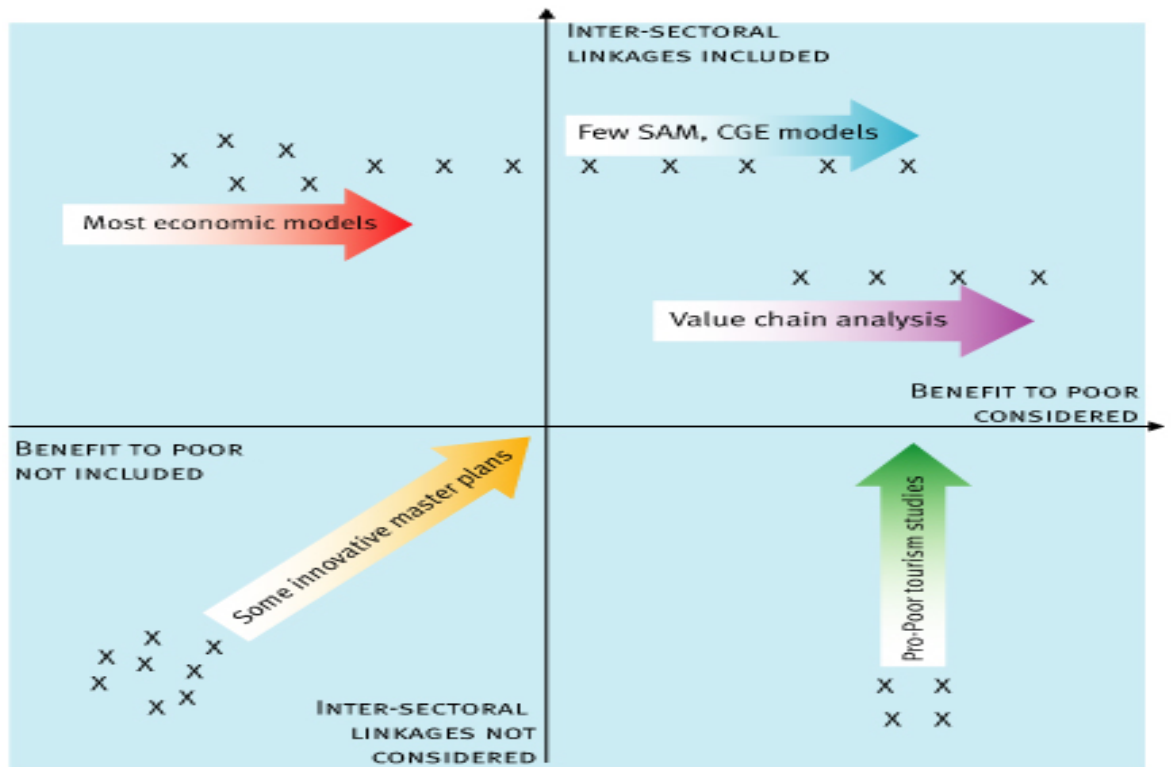 INTER-SECTORAL
LINKAGES INCLUDED
Few SAM, CGE models
x x x x x x x x x x x x x
Most economic models
x x x x
Value chain analysis
BENEFIT TO POOR
CONSIDERED
BENEFIT TO POOR
NOT INCLUDED
Some innovative master plans
Pro-Poor tourism studies
x x x x x x x x
x x
x x
INTER-SECTORAL
LINKAGES NOT
CONSIDERED